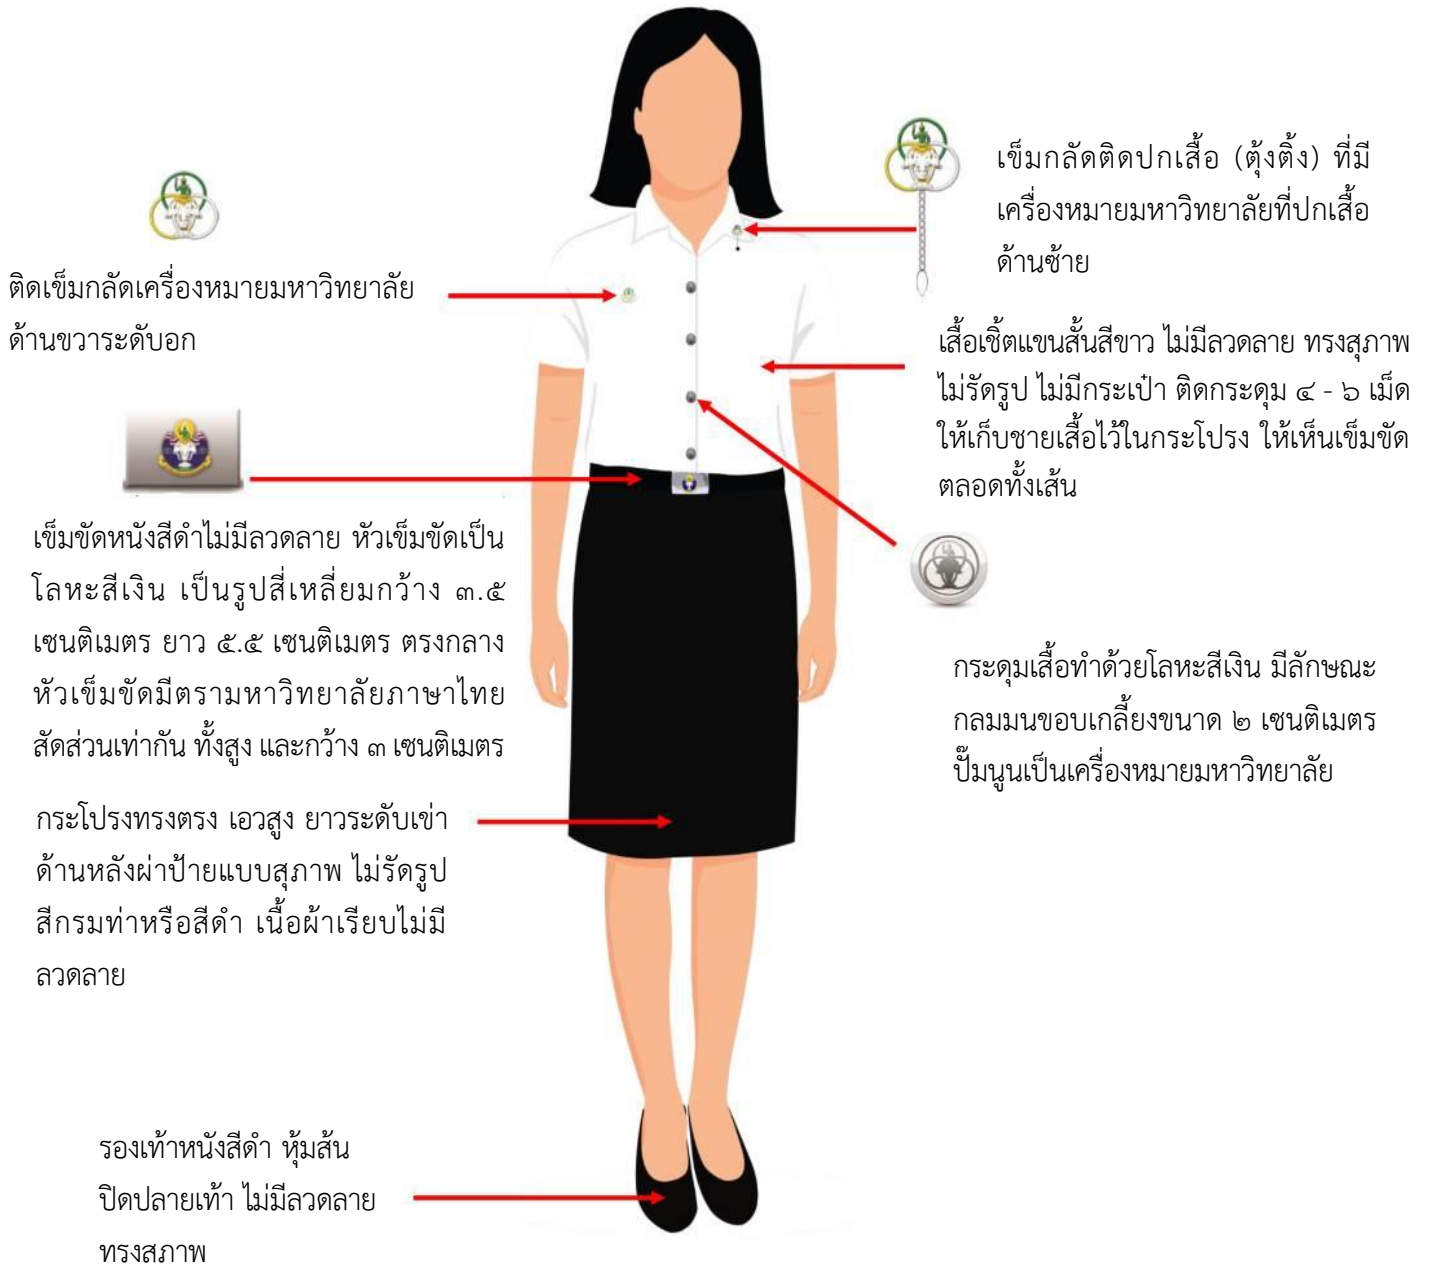 เข็มกลัดติดปกเสื้อ (ตุ้งติ้ง) ที่มี
เครื่องหมายมหาวิทยาลัยที่ปกเสื้อ
ด้านซ้าย
ติดเข็มกลัดเครื่องหมายมหาวิทยาลัย
ด้านขวาระดับอก
เสื้อเชิ้ตแขนสั้นสีขาว ไม่มีลวดลาย ทรงสุภาพ
ไม่รัดรูป ไม่มีกระเป๋า ติดกระดุม ๔ - ๖ เม็ด
ให้เก็บชายเสื้อไว้ในกระโปรง ให้เห็นเข็มขัด
ตลอดทั้งเส้น
เข็มขัดหนังสีดำไม่มีลวดลาย หัวเข็มขัดเป็น
โลหะสีเงิน เป็นรูปสี่เหลี่ยมกว้าง ๓.๕
เซนติเมตร ยาว ๕.๕ เซนติเมตร ตรงกลาง
หัวเข็มขัดมีตรามหาวิทยาลัยภาษาไทย
สัดส่วนเท่ากัน ทั้งสูง และกว้าง ๓ เซนติเมตร
กระดุมเสื้อทำด้วยโลหะสีเงิน มีลักษณะ
กลมมนขอบเกลี้ยงขนาด ๒ เซนติเมตร
ปั๊มนูนเป็นเครื่องหมายมหาวิทยาลัย
กระโปรงทรงตรง เอวสูง ยาวระดับเข่า
ด้านหลังผ่าป้ายแบบสุภาพ ไม่รัดรูป
สีกรมท่าหรือสีดำ เนื้อผ้าเรียบไม่มี
ลวดลาย
รองเท้าหนังสีดำ หุ้มส้น
ปิดปลายเท้า ไม่มีลวดลาย
ทรงสภาพ